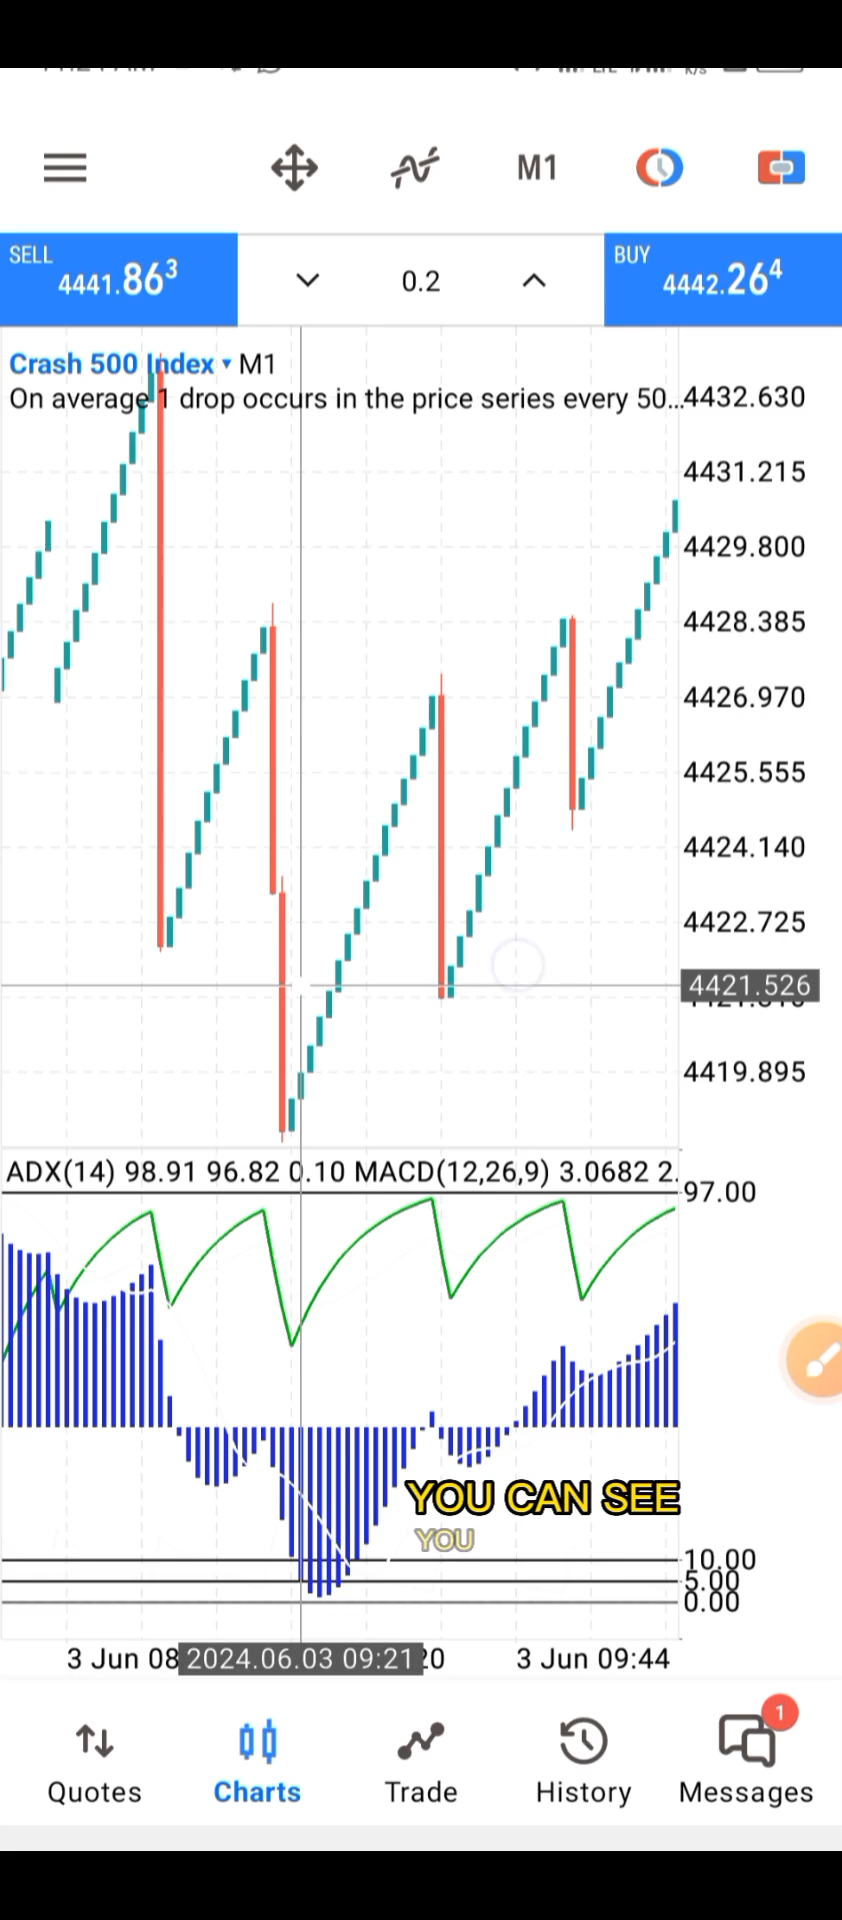 M1
SELL
4441.863
0.2
BUY
4442.264
Crash 500 Index ▾ M1
On average 1 drop occurs in the price series every 50...
4432.630
4431.215
4429.800
4428.385
4426.970
4425.555
4424.140
4422.725
4421.526
4419.895
ADX(14) 98.91 96.82 0.10 MACD(12,26,9) 3.0682 2.
97.00
YOU CAN SEE
YOU
10.00
5.00
0.00
3 Jun 08
2024.06.03 09:21
20
3 Jun 09:44
1
Quotes
Charts
Trade
History
Messages